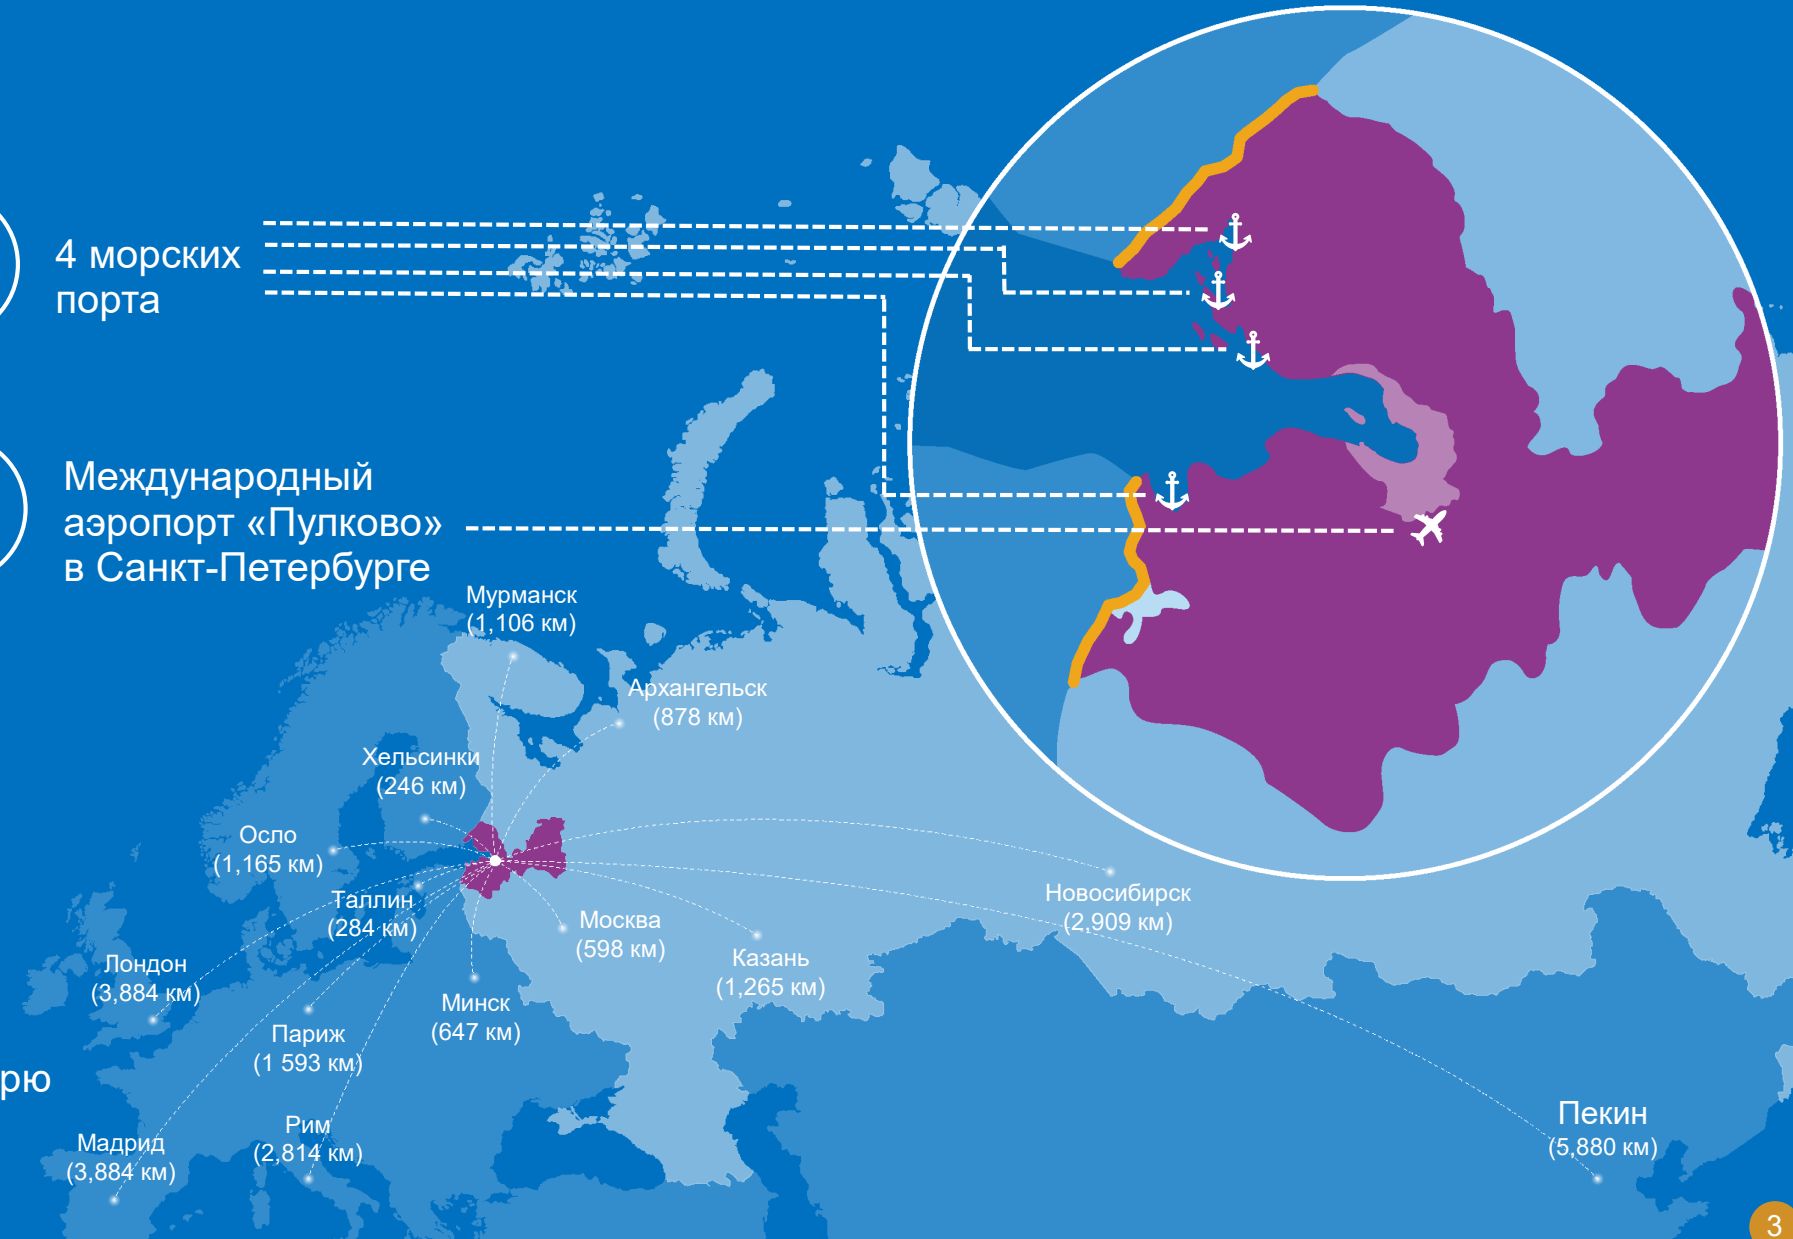 4 морских
порта
Международный
аэропорт «Пулково»
в Санкт-Петербурге
Мурманск
(1,106 км)
Архангельск
(878 км)
Хельсинки
(246 км)
Осло
(1,165 км)
Таллин
(284 км)
Москва
(598 км)
Новосибирск
(2,909 км)
Казань
(1,265 км)
Лондон
(3,884 км)
Минск
(647 км)
Париж
(1 593 км)
рю
Рим
(2,814 км)
Мадрид
(3,884 км)
Пекин
(5,880 км)
3